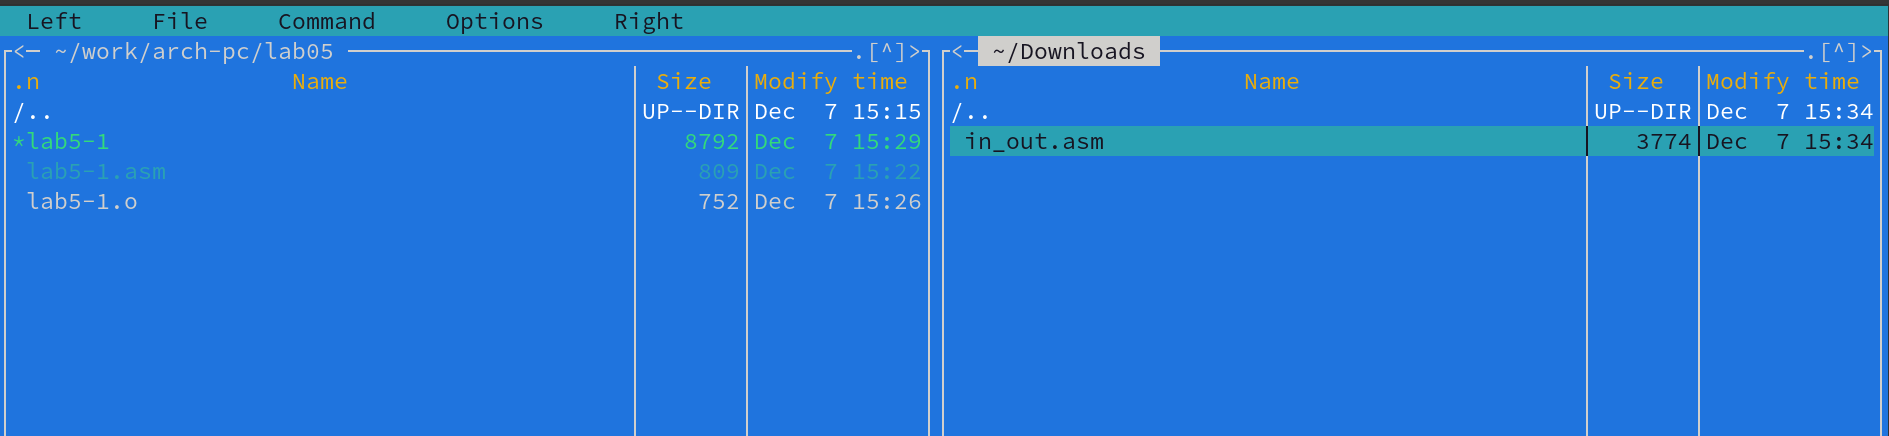 Left File Command Options Right
<─ ~/work/arch-pc/lab05 .[^]>
.n Name Size Modify time
/.. UP--DIR Dec 7 15:15
*lab5-1 8792 Dec 7 15:29
lab5-1.asm 809 Dec 7 15:22
lab5-1.o 752 Dec 7 15:26
<─ ~/Downloads .[^]>
.n Name Size Modify time
/.. UP--DIR Dec 7 15:34
in_out.asm 3774 Dec 7 15:34